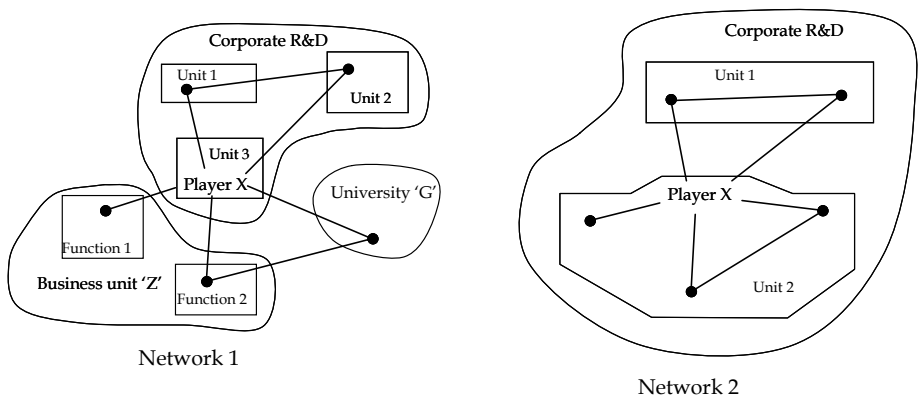 Corporate R&D
Unit 1
Unit 2
Unit 3
Player X
University ‘G’
Function 1
Business unit ‘Z’
Function 2
Network 1
Corporate R&D
Unit 1
Player X
Unit 2
Network 2